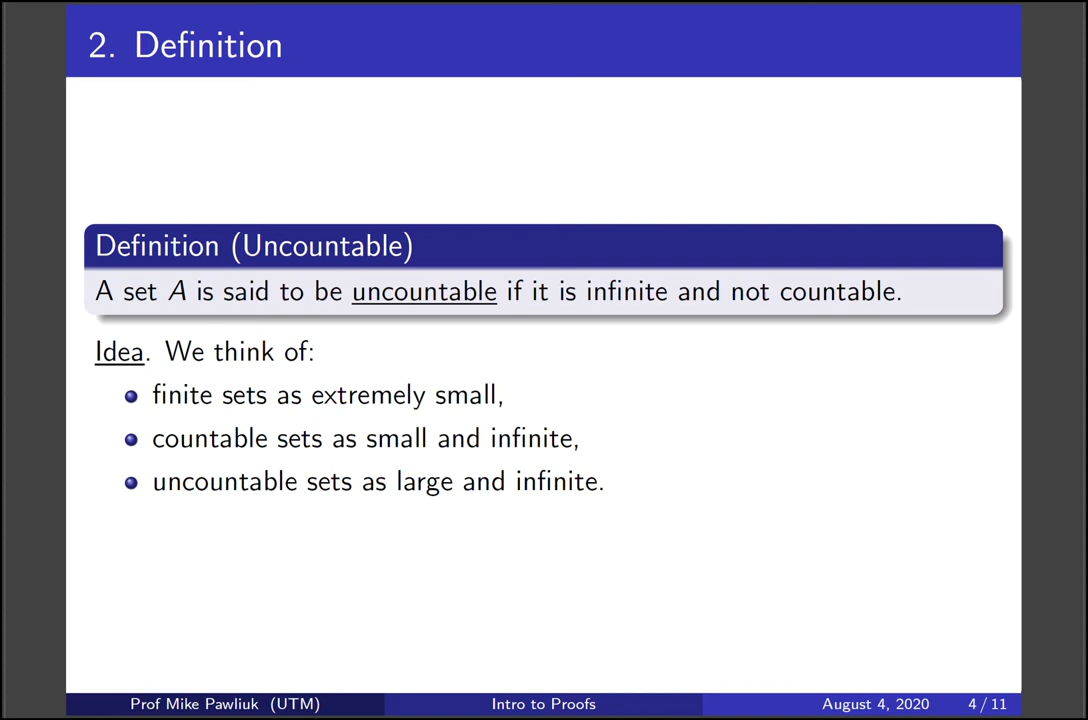 2. Definition
Definition (Uncountable)
A set A is said to be uncountable if it is infinite and not countable.
Idea. We think of:
finite sets as extremely small,
countable sets as small and infinite,
uncountable sets as large and infinite.
Prof Mike Pawliuk (UTM) Intro to Proofs August 4, 2020 4 / 11